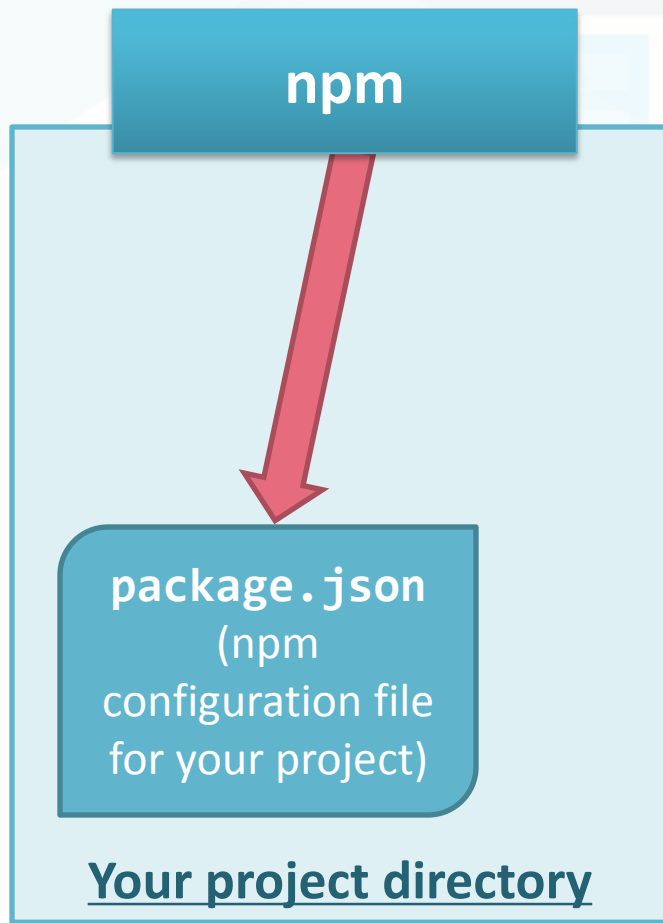 npm
package.json
(npm
configuration file
for your project)
Your project directory